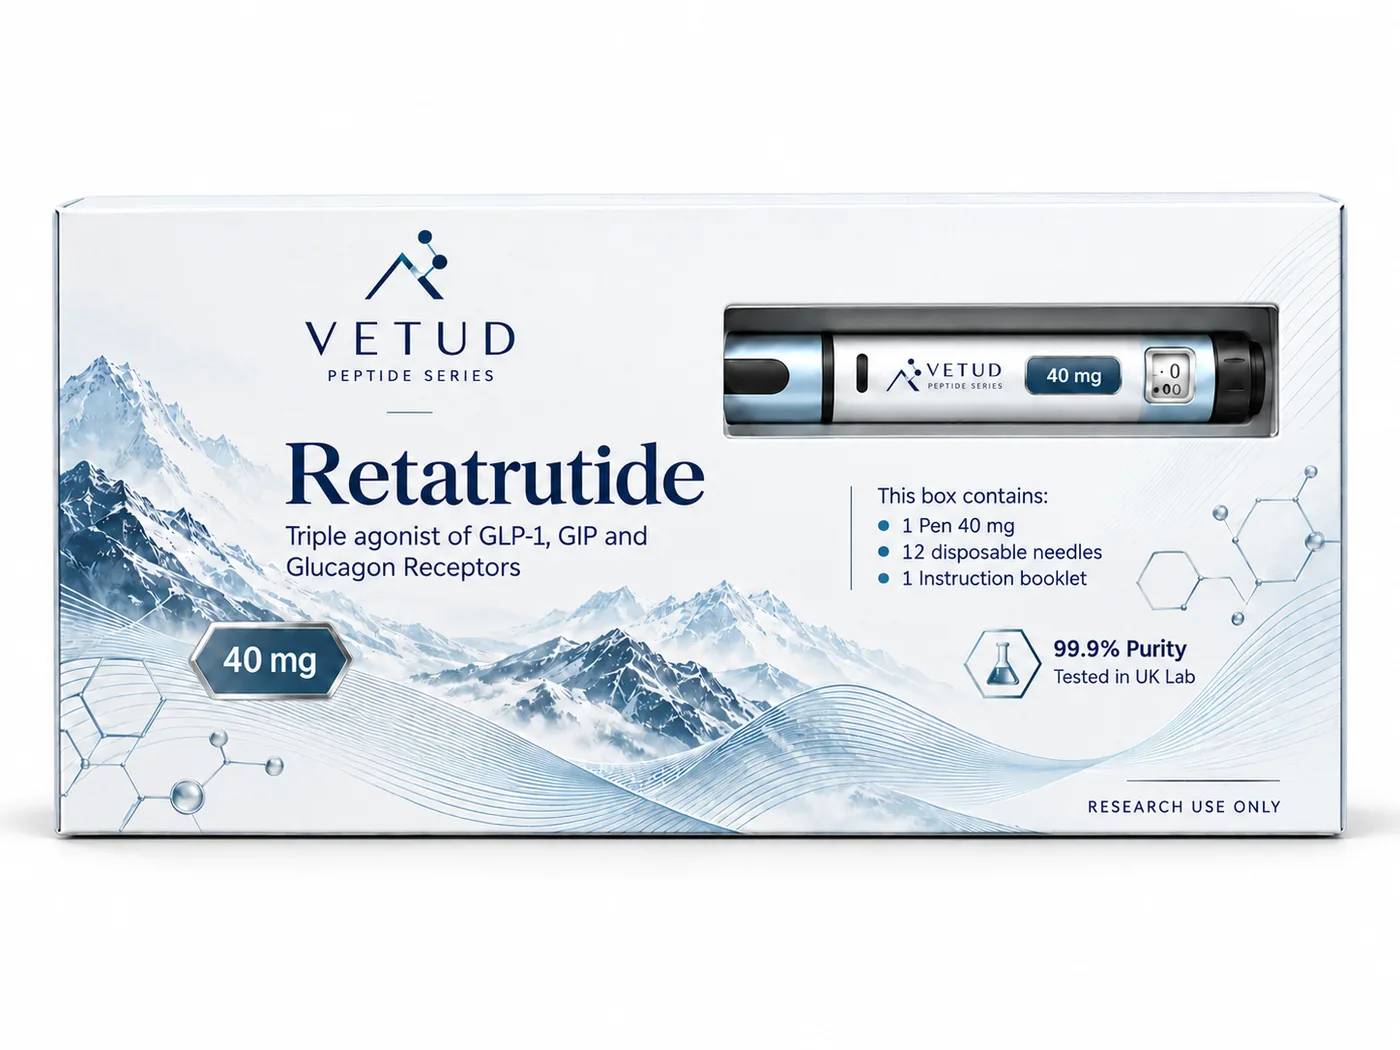 VETUD
PEPTIDE SERIES
Retatrutide
Triple agonist of GLP-1, GIP and
Glucagon Receptors
40 mg
VETUD
PEPTIDE SERIES
40 mg
This box contains:
1 Pen 40 mg
12 disposable needles
1 Instruction booklet
99.9% Purity
Tested in UK Lab
RESEARCH USE ONLY